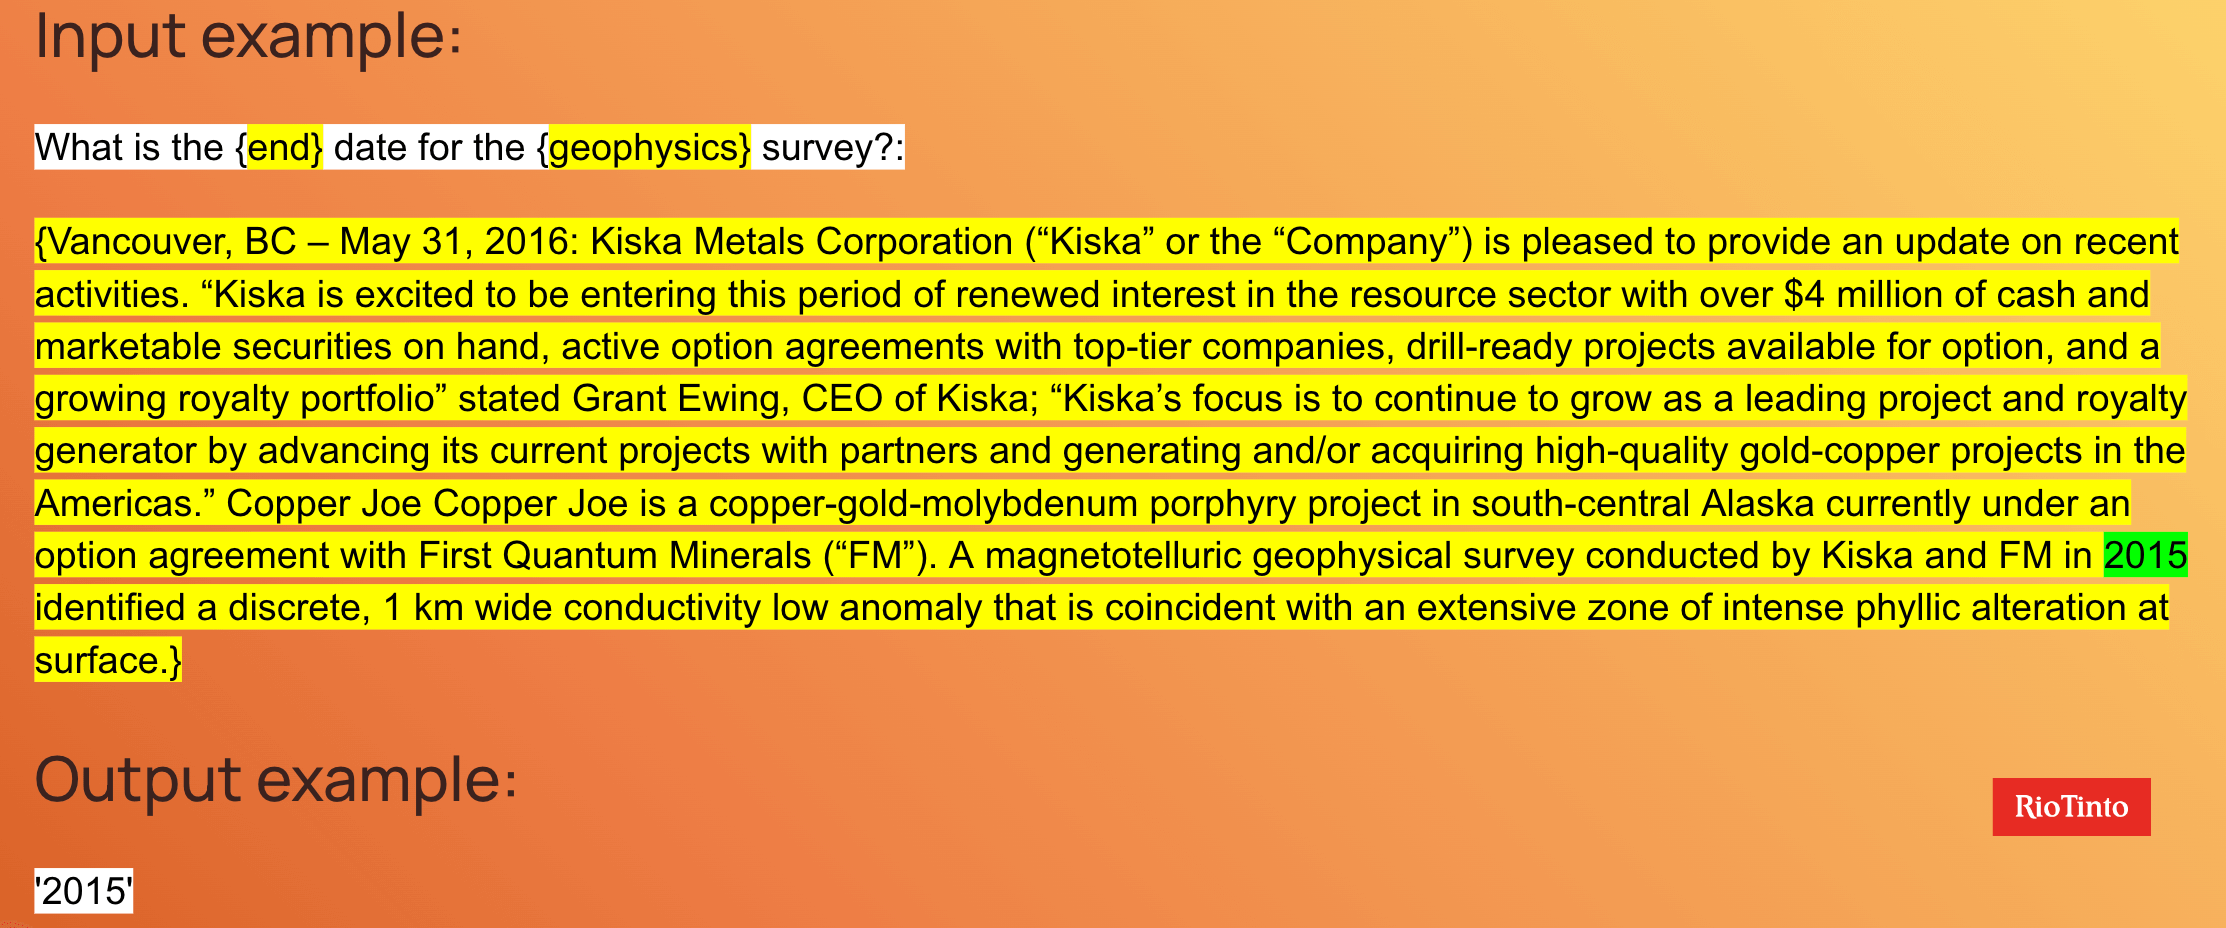 Input example:
What is the {end} date for the {geophysics} survey?:
{Vancouver, BC – May 31, 2016: Kiska Metals Corporation (“Kiska” or the “Company”) is pleased to provide an update on recent
activities. “Kiska is excited to be entering this period of renewed interest in the resource sector with over $4 million of cash and
marketable securities on hand, active option agreements with top-tier companies, drill-ready projects available for option, and a
growing royalty portfolio” stated Grant Ewing, CEO of Kiska; “Kiska’s focus is to continue to grow as a leading project and royalty
generator by advancing its current projects with partners and generating and/or acquiring high-quality gold-copper projects in the
Americas.” Copper Joe Copper Joe is a copper-gold-molybdenum porphyry project in south-central Alaska currently under an
option agreement with First Quantum Minerals (“FM”). A magnetotelluric geophysical survey conducted by Kiska and FM in 2015
identified a discrete, 1 km wide conductivity low anomaly that is coincident with an extensive zone of intense phyllic alteration at
surface.}
Output example:
RioTinto
'2015'